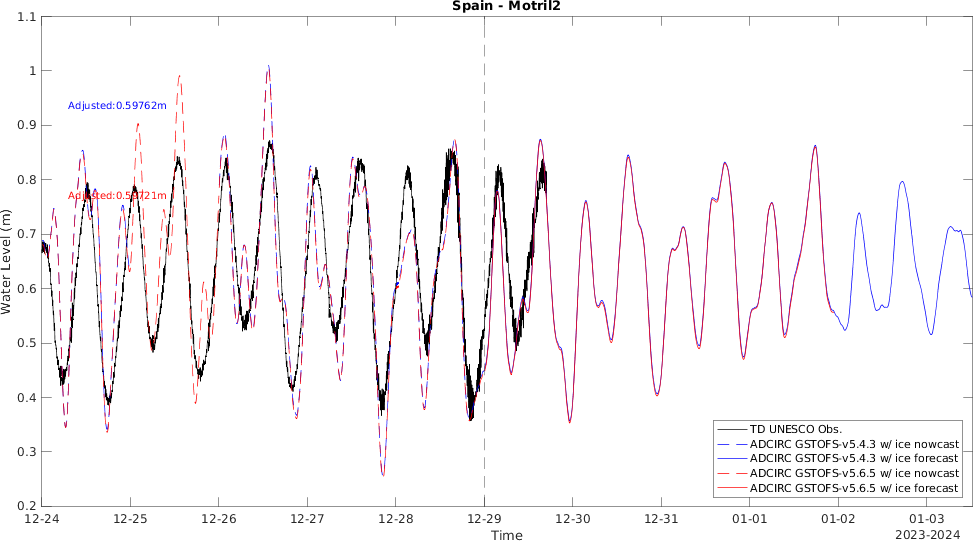 Spain - Motril2
1.1
1
0.9
0.8
0.7
0.6
0.5
0.4
0.3
0.2
Water Level (m)
Adjusted:0.59762m
12-24
12-25
12-26
12-27
12-28
12-29
12-30
12-31
01-01
01-02
01-03
Time
2023-2024
TD UNESCO Obs.
ADCIRC GSTOFS-v5.4.3 w/ ice nowcast
ADCIRC GSTOFS-v5.4.3 w/ ice forecast
ADCIRC GSTOFS-v5.6.5 w/ ice nowcast
ADCIRC GSTOFS-v5.6.5 w/ ice forecast